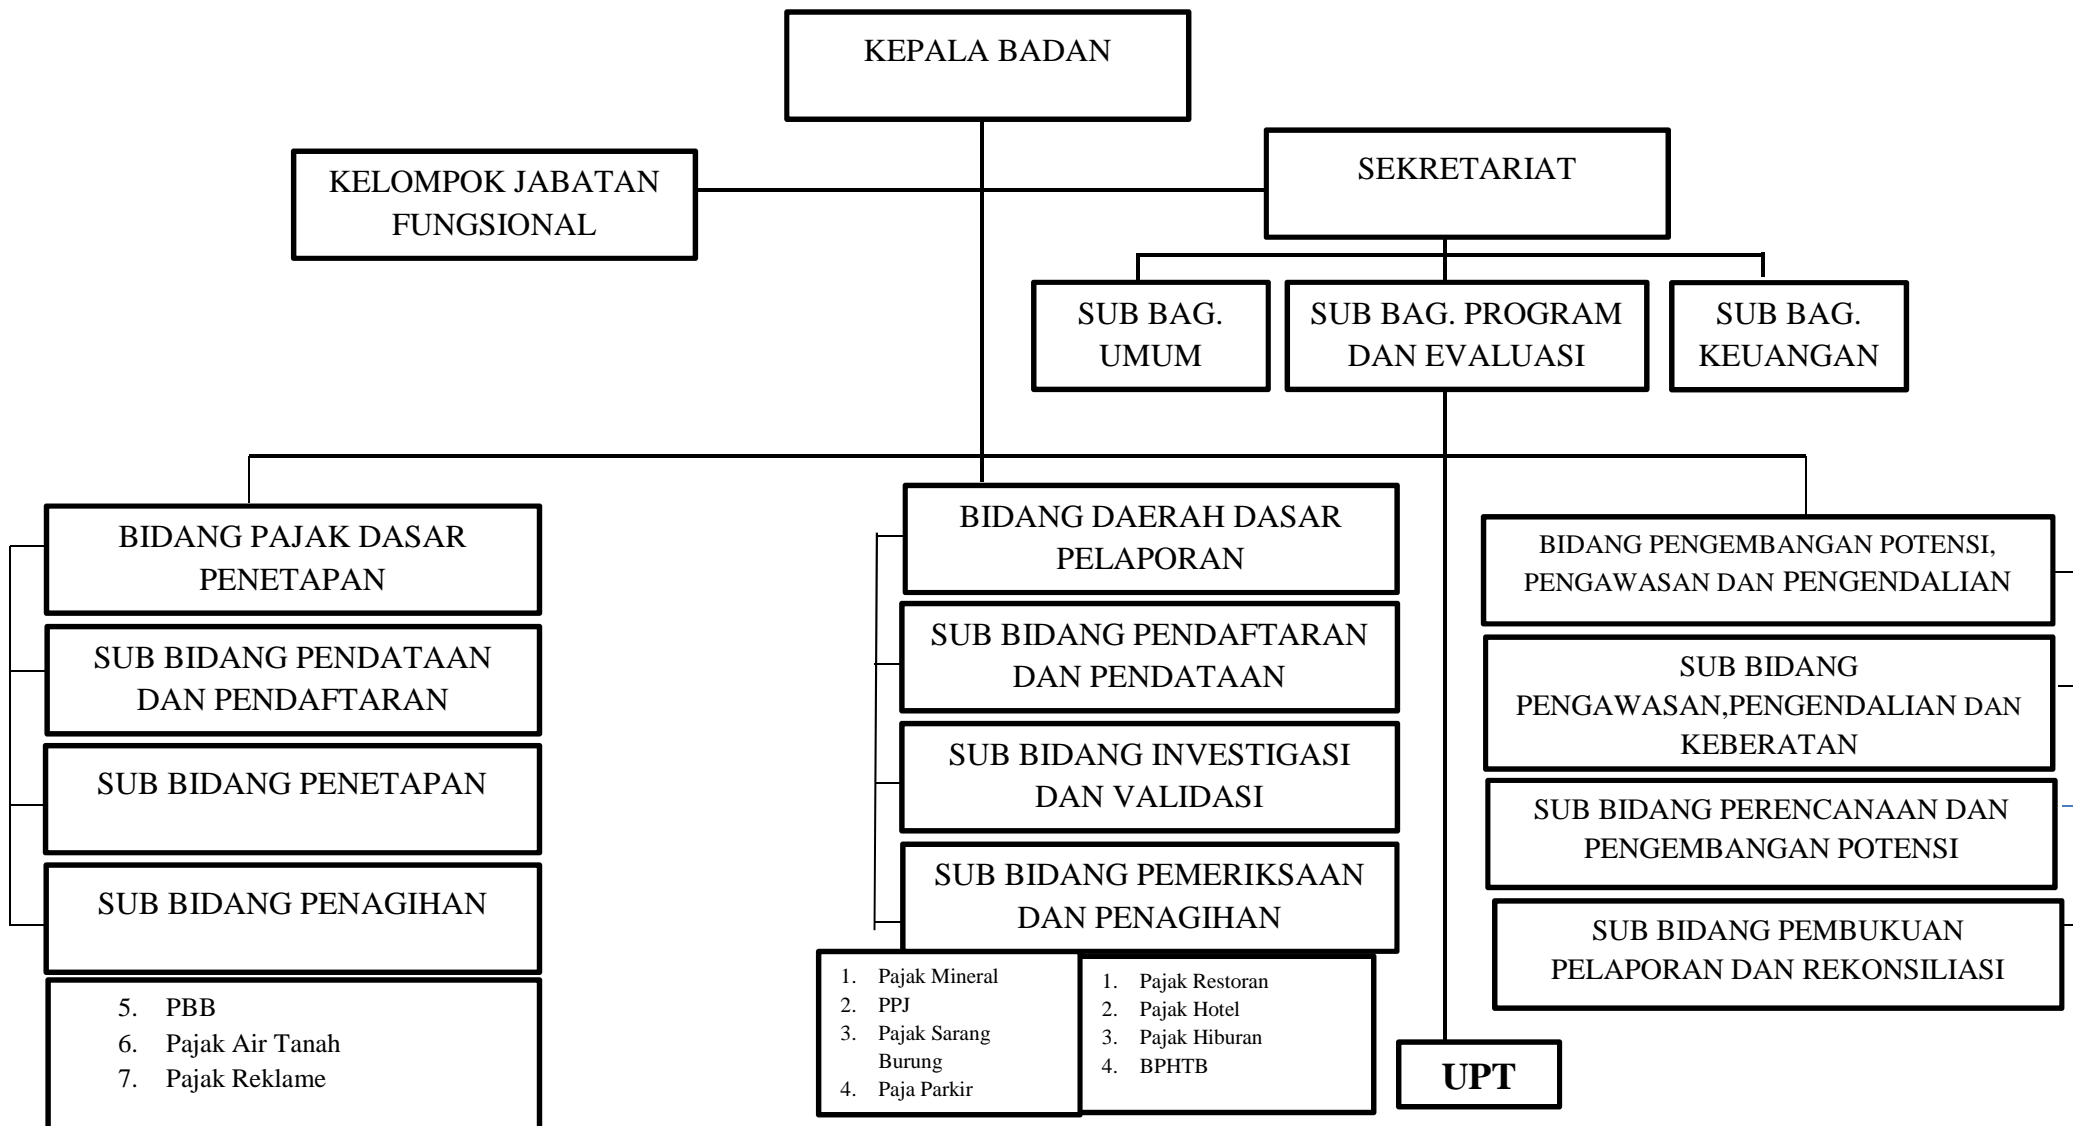 KEPALA BADAN
KELOMPOK JABATAN
FUNGSIONAL
SEKRETARIAT
SUB BAG.
UMUM
SUB BAG. PROGRAM
DAN EVALUASI
SUB BAG.
KEUANGAN
BIDANG PAJAK DASAR
PENETAPAN
SUB BIDANG PENDATAAN
DAN PENDAFTARAN
SUB BIDANG PENETAPAN
SUB BIDANG PENAGIHAN
5. PBB
6. Pajak Air Tanah
7. Pajak Reklame
BIDANG DAERAH DASAR
PELAPORAN
SUB BIDANG PENDAFTARAN
DAN PENDATAAN
SUB BIDANG INVESTIGASI
DAN VALIDASI
SUB BIDANG PEMERIKSAAN
DAN PENAGIHAN
1. Pajak Mineral
2. PPJ
3. Pajak Sarang
Burung
4. Paja Parkir
1. Pajak Restoran
2. Pajak Hotel
3. Pajak Hiburan
4. BPHTB
BIDANG PENGEMBANGAN POTENSI,
PENGAWASAN DAN PENGENDALIAN
SUB BIDANG
PENGAWASAN,PENGENDALIAN DAN
KEBERATAN
SUB BIDANG PERENCANAAN DAN
PENGEMBANGAN POTENSI
SUB BIDANG PEMBUKUAN
PELAPORAN DAN REKONSILIASI
UPT